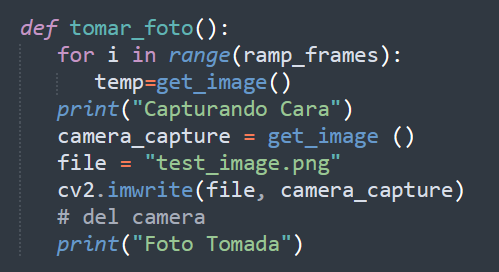 def tomar_foto():
for i in range(ramp_frames):
temp=get_image()
print("Capturando Cara")
camera_capture = get_image ()
file = "test_image.png"
cv2.imwrite(file, camera_capture)
# del camera
print("Foto Tomada")